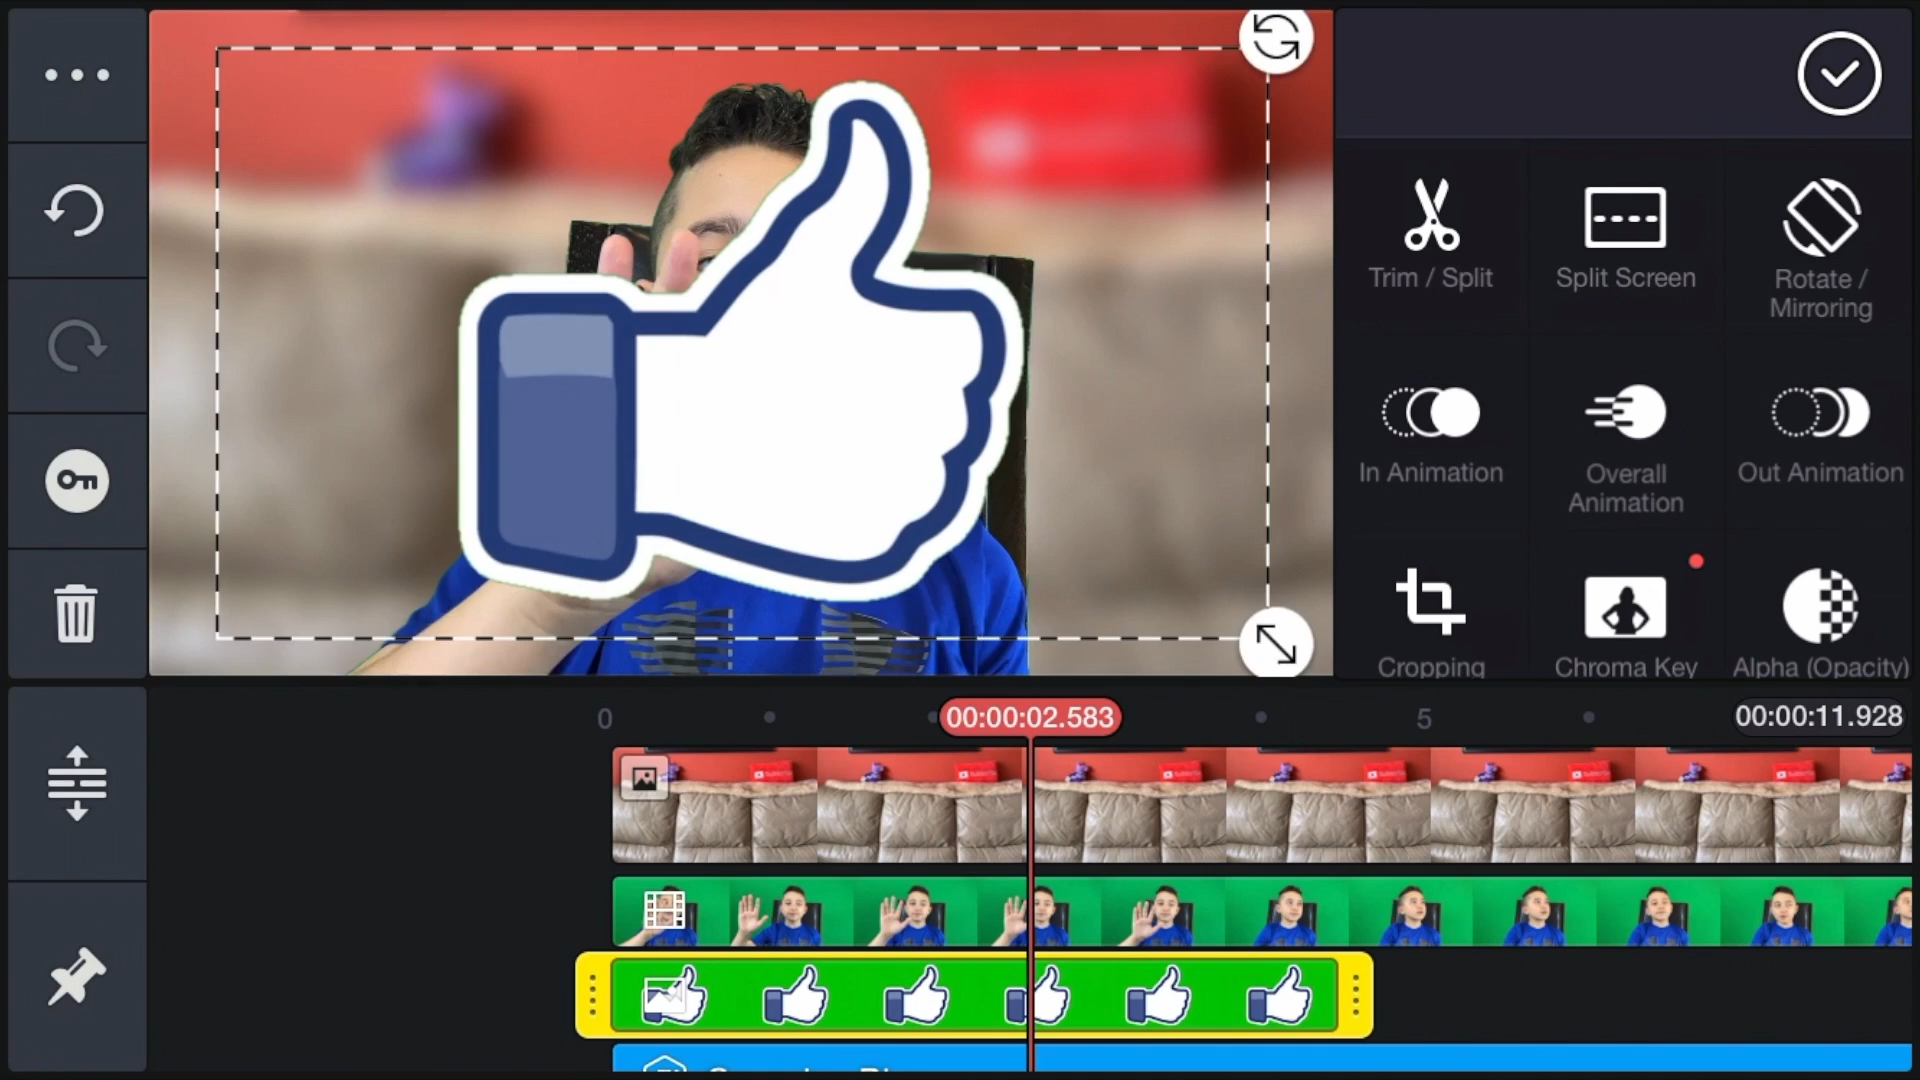 Trim / Split
Split Screen
Rotate /
Mirroring
In Animation
Overall
Animation
Out Animation
Cropping
Chroma Key
Alpha (Opacity)
0
00:00:02.583
5
00:00:11.928